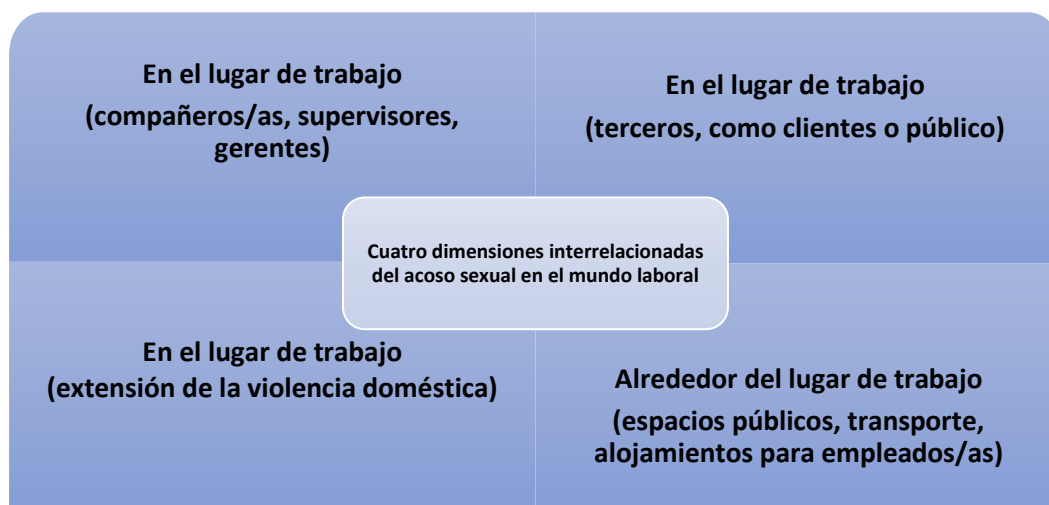 En el lugar de trabajo
(compañeros/as, supervisores,
gerentes)
En el lugar de trabajo
(terceros, como clientes o público)
Cuatro dimensiones interrelacionadas
del acoso sexual en el mundo laboral
En el lugar de trabajo
(extensión de la violencia doméstica)
Alrededor del lugar de trabajo
(espacios públicos, transporte,
alojamientos para empleados/as)